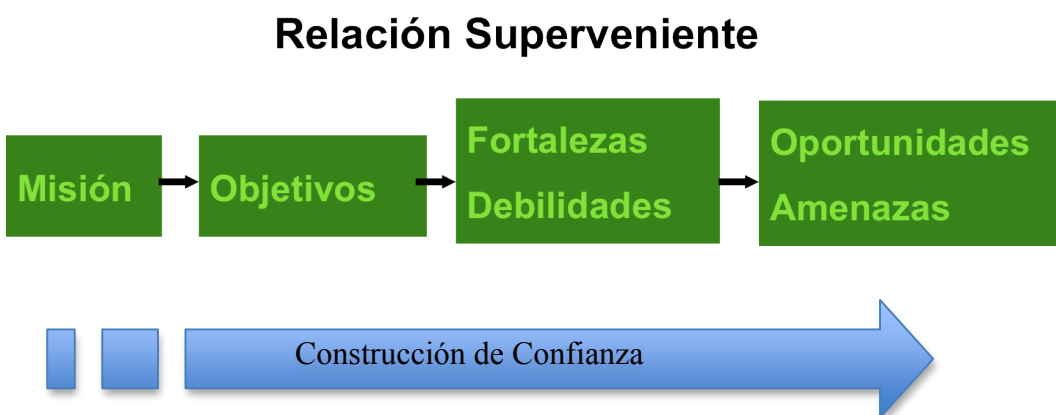 Relación Superveniente
Misión
Objetivos
Fortalezas
Debilidades
Oportunidades
Amenazas
Construcción de Confianza